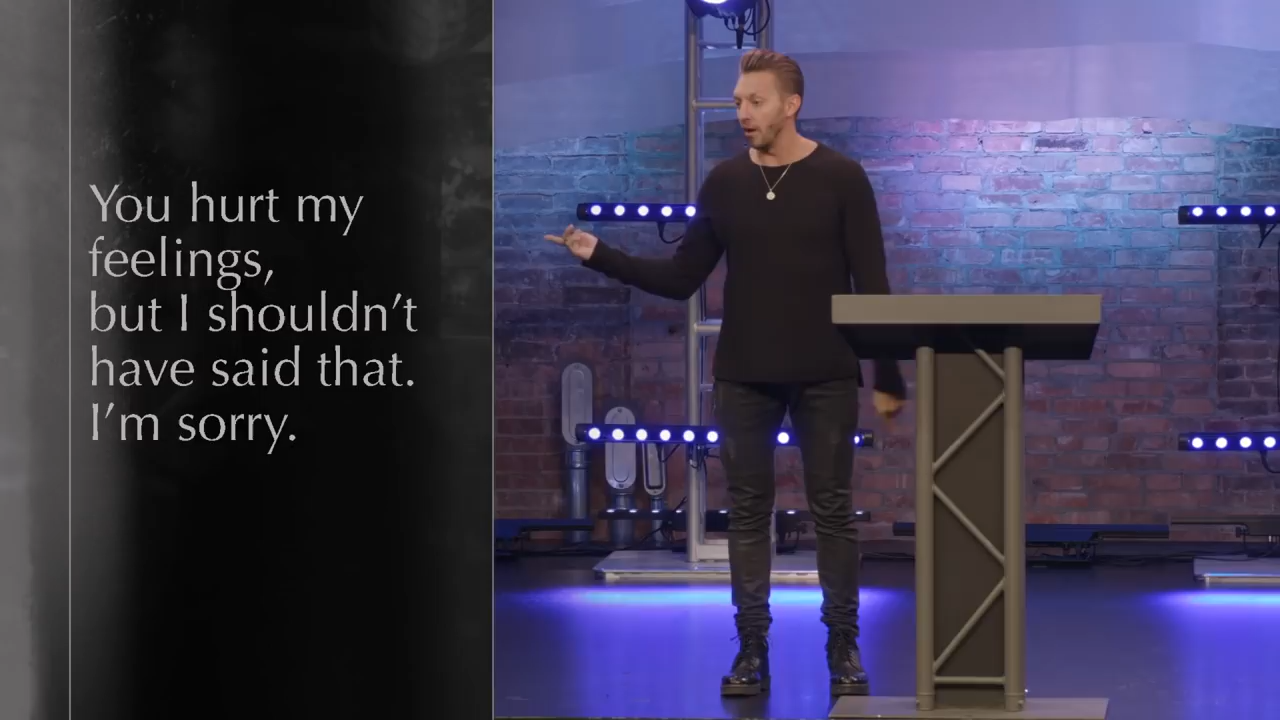 You hurt my
feelings,
but I shouldn't
have said that.
I'm sorry.